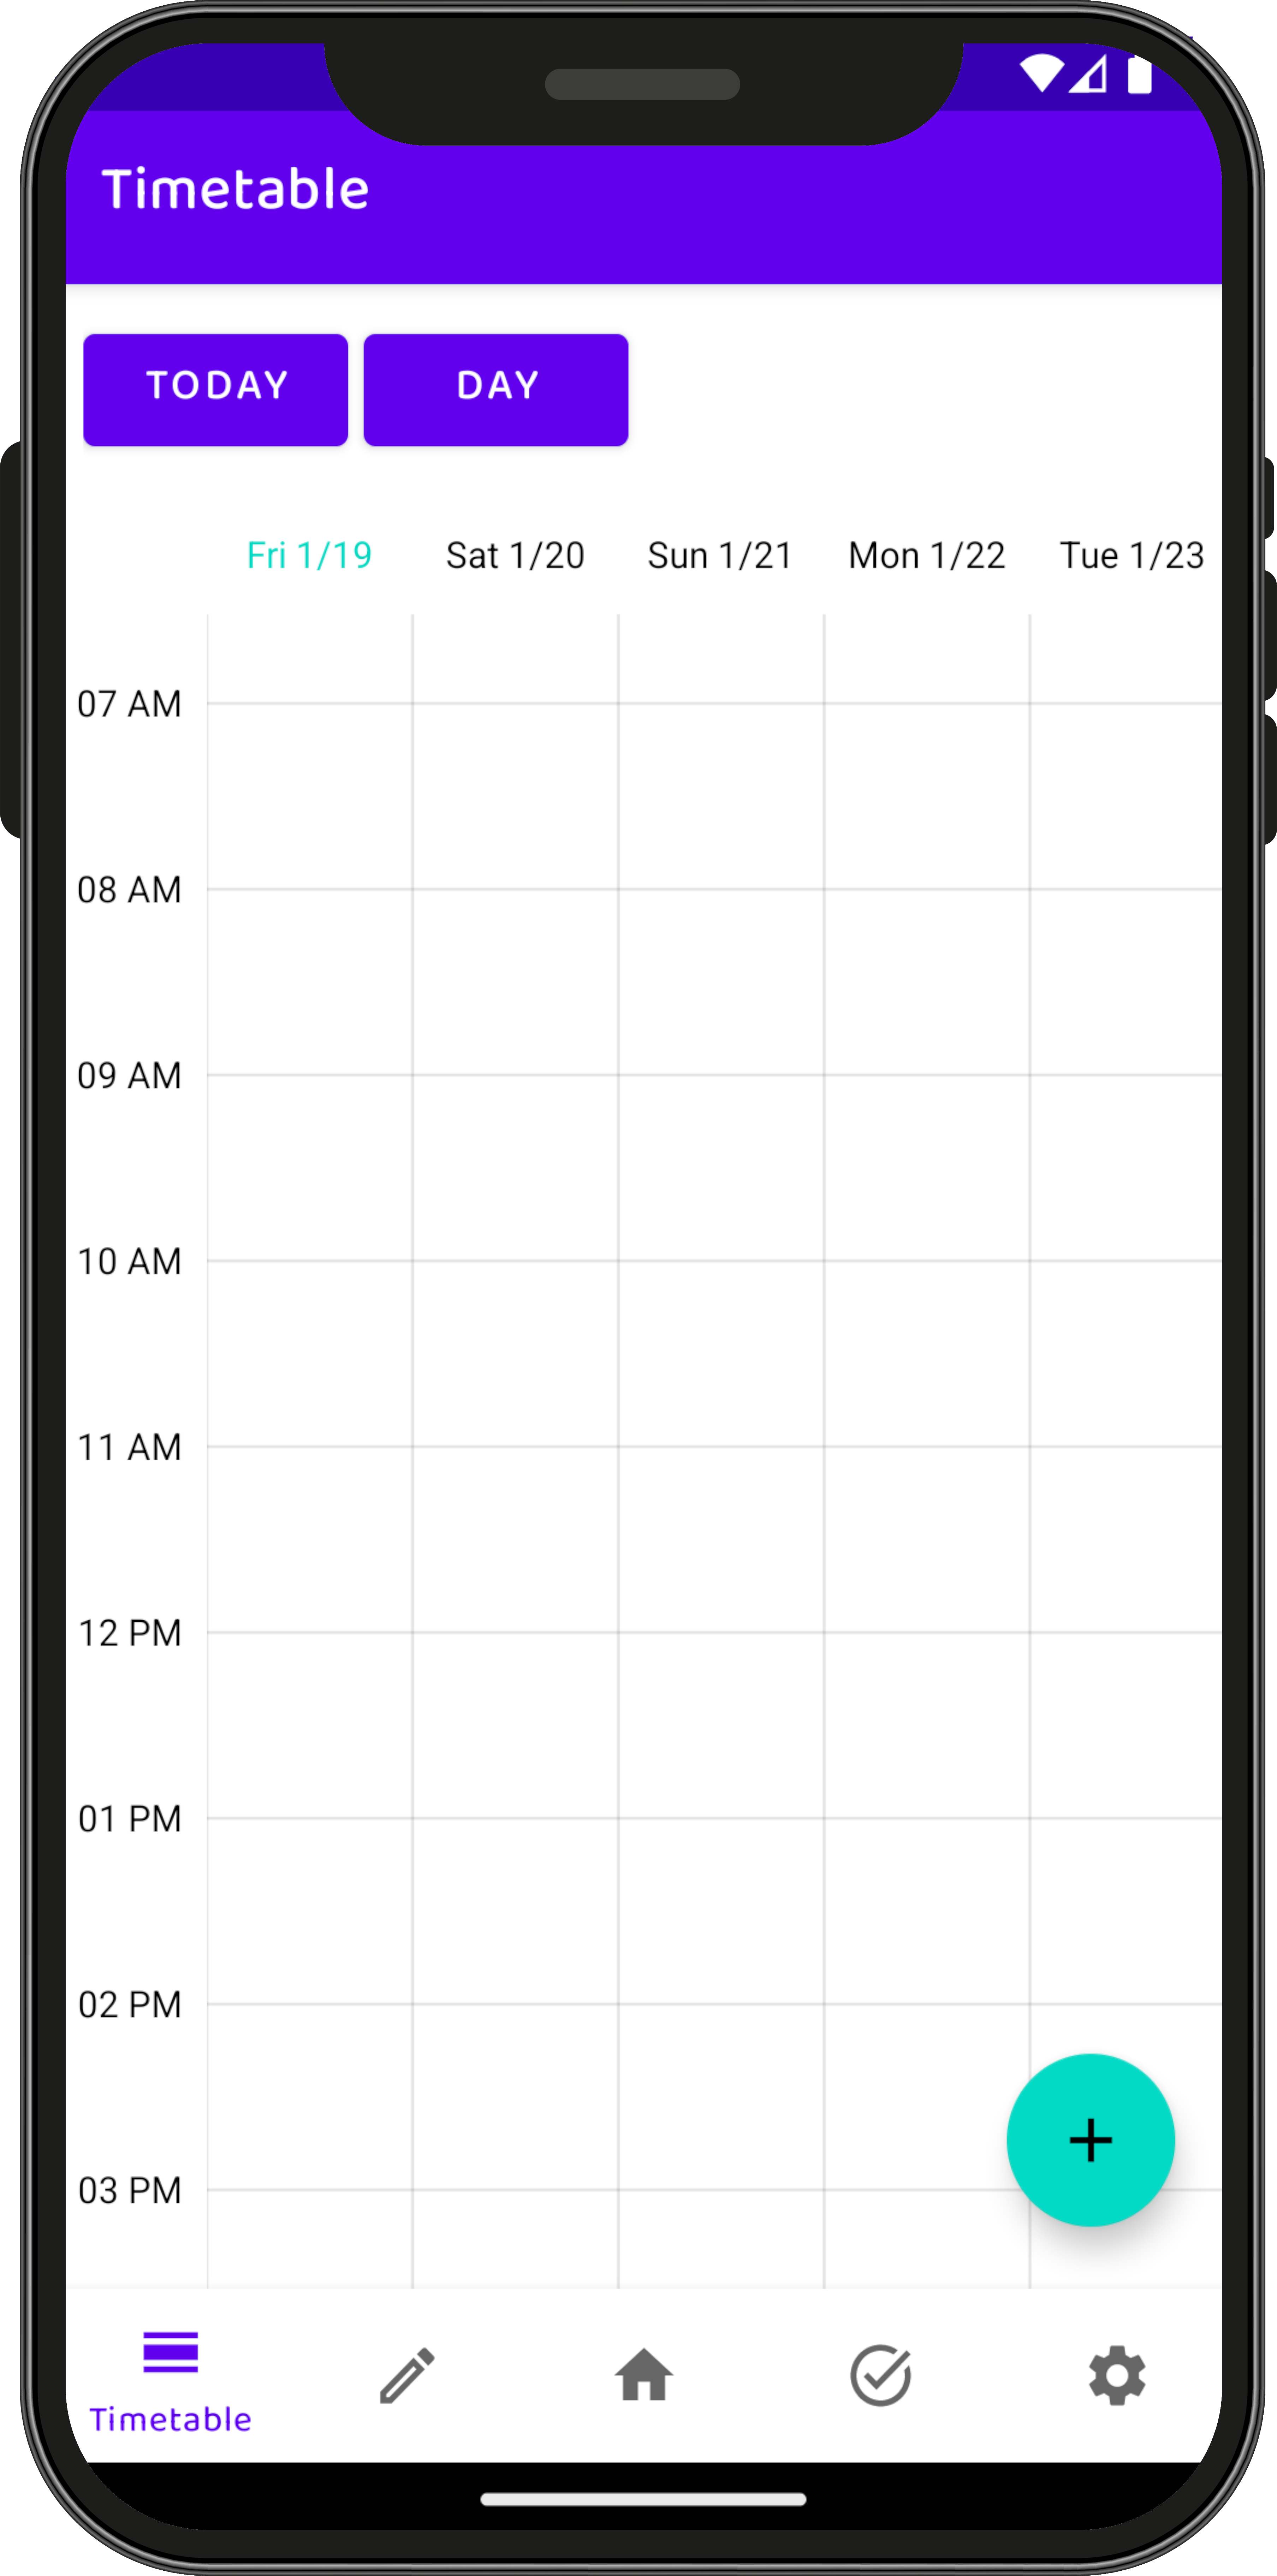 Timetable
TODAY DAY
Fri 1/19 Sat 1/20 Sun 1/21 Mon 1/22 Tue 1/23
07 AM
08 AM
09 AM
10 AM
11 AM
12 PM
01 PM
02 PM
03 PM
Timetable